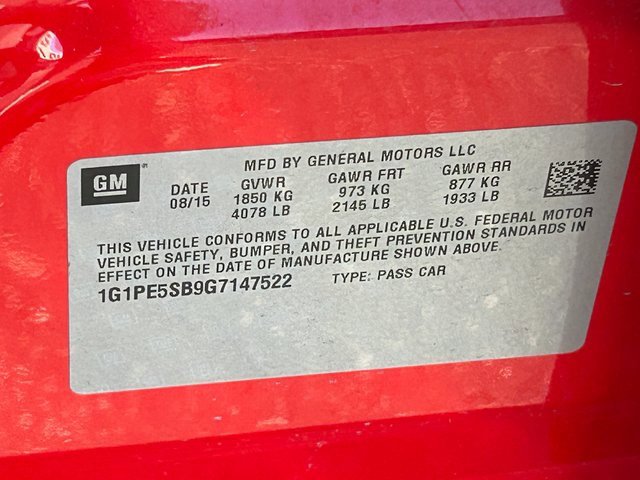 MFD BY GENERAL MOTORS LLC
GM
DATE GVWR GAWR FRT GAWR RR
08/15 1850 KG 973 KG 877 KG
4078 LB 2145 LB 1933 LB
THIS VEHICLE CONFORMS TO ALL APPLICABLE U.S. FEDERAL MOTOR
VEHICLE SAFETY, BUMPER, AND THEFT PREVENTION STANDARDS IN
EFFECT ON THE DATE OF MANUFACTURE SHOWN ABOVE.
1G1PE5SB9G7147522 TYPE: PASS CAR